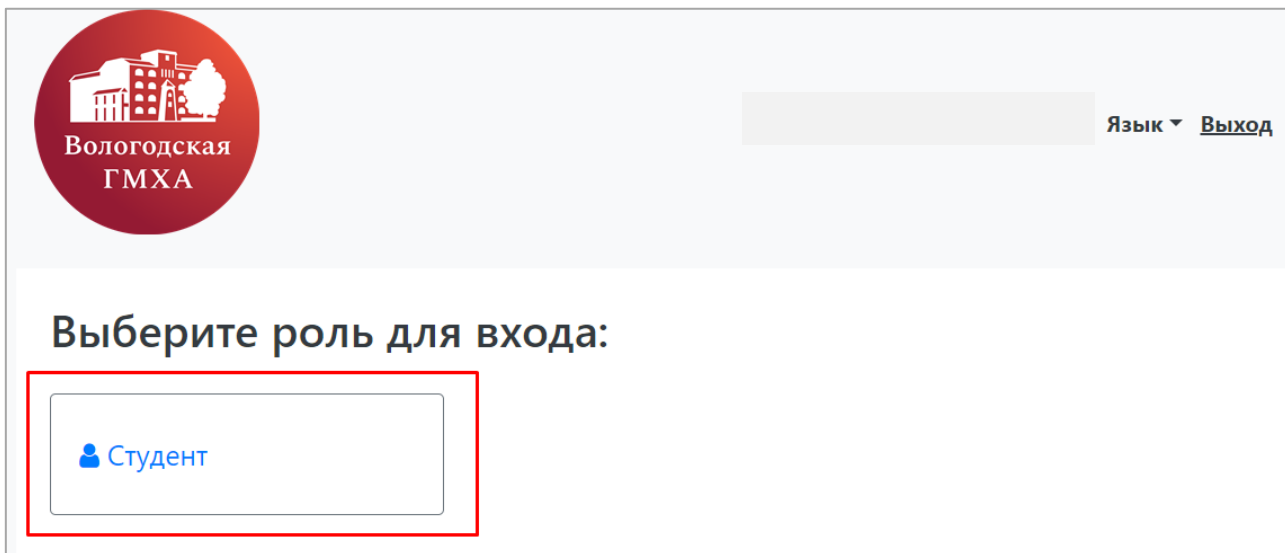 Вологодская
ГМХА
Язык Выход
Выберите роль для входа:
Студент